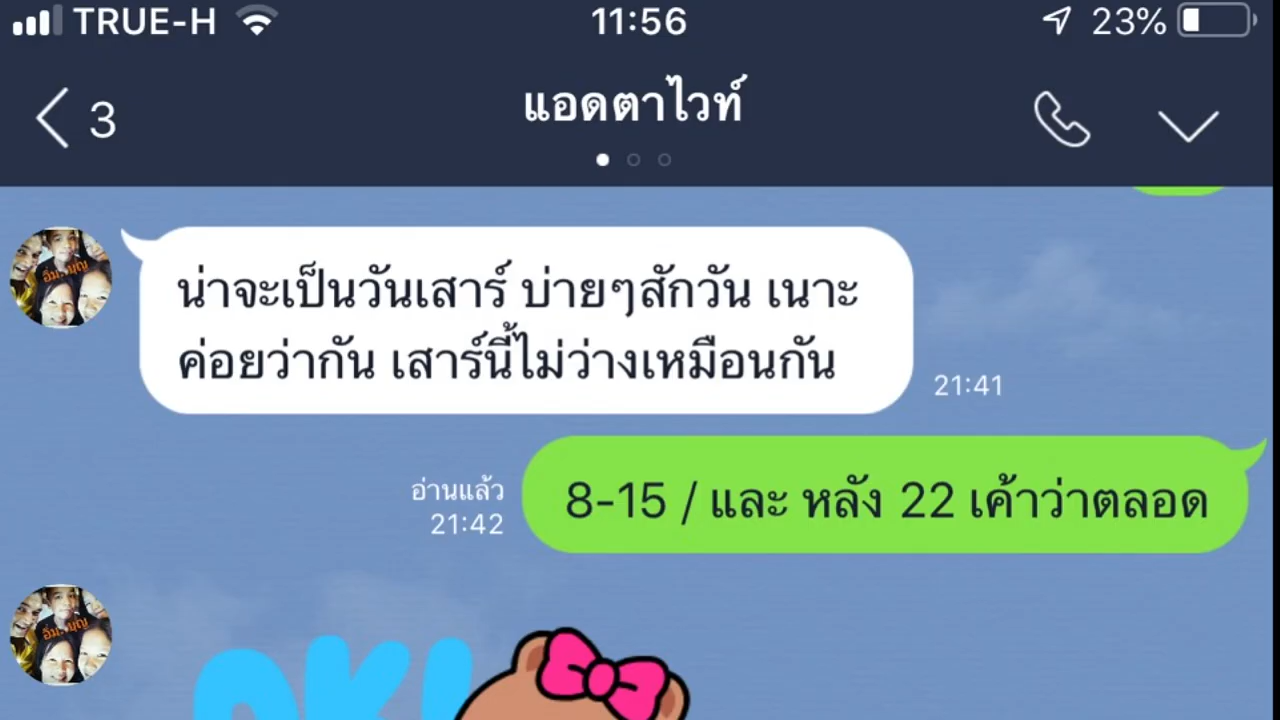 TRUE-H
11:56
23%
3
แอดตาไวท์
น่าจะเป็นวันเสาร์ บ่ายๆสักวัน เนาะ
ค่อยว่ากัน เสาร์นี้ไม่ว่างเหมือนกัน
21:41
อ่านแล้ว
21:42
8-15 / และ หลัง 22 เค้าว่าตลอด
อิ่ม..บุญ